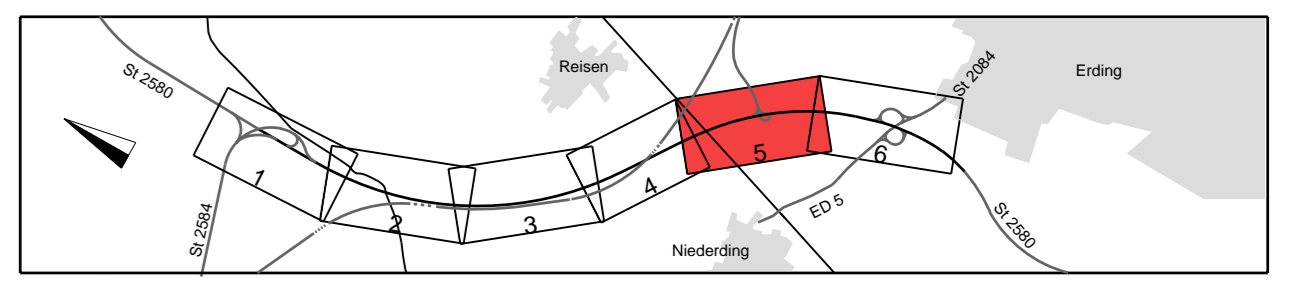 St 2580
Reisen
St 2084
Erding
1
2
3
4
5
6
St 2584
ED 5
Niederding
St 2580